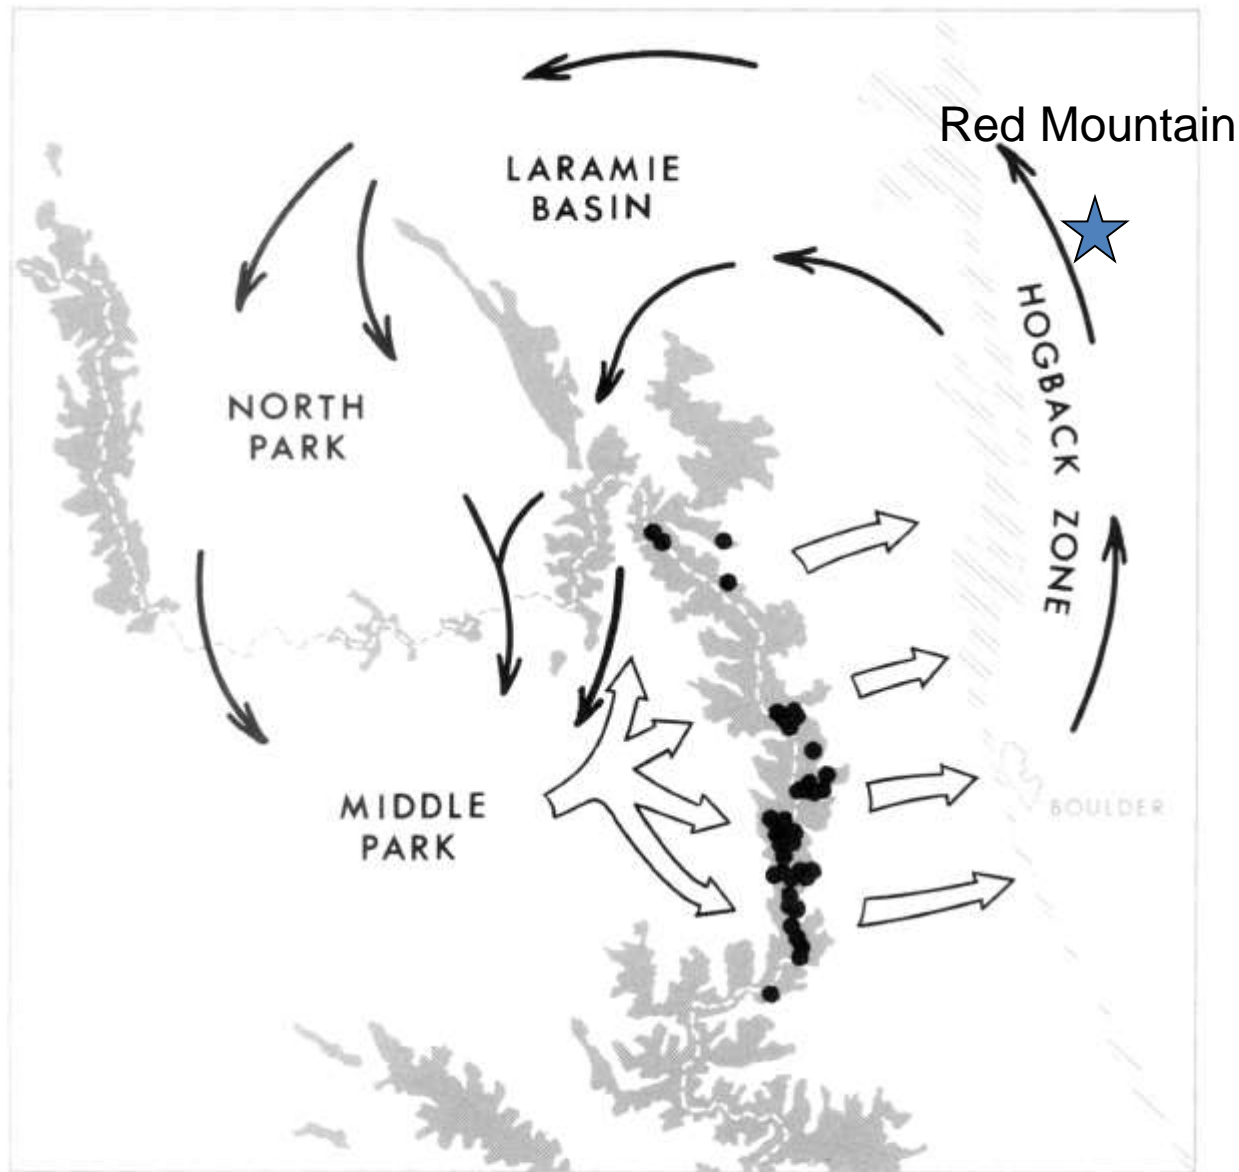 Red Mountain
LARAMIE
BASIN
HOGBACK ZONE
NORTH
PARK
MIDDLE
PARK
BOULDER